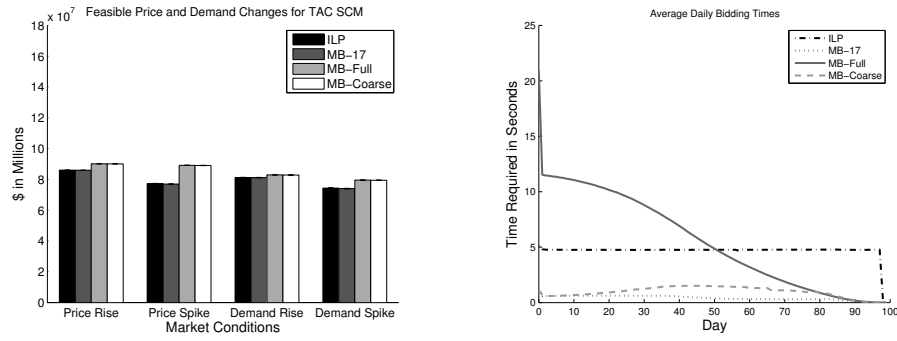 Feasible Price and Demand Changes for TAC SCM
x 10^7
18
16
14
12
10
8
6
4
2
0
$ in Millions
ILP
MB−17
MB−Full
MB−Coarse
Price Rise Price Spike Demand Rise Demand Spike
Market Conditions
Average Daily Bidding Times
25
20
15
10
5
0
Time Required in Seconds
ILP
MB−17
MB−Full
MB−Coarse
0 10 20 30 40 50 60 70 80 90 100
Day